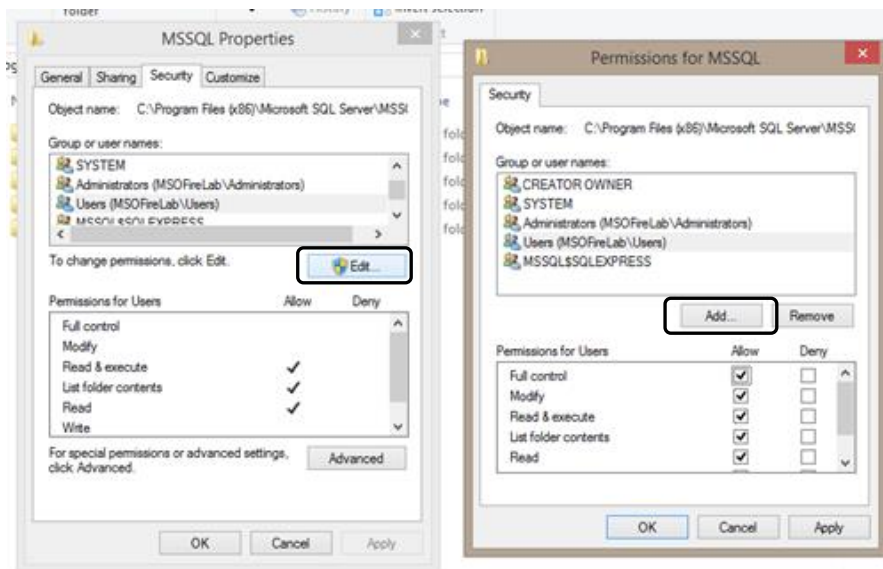 Folder
MSSQL Properties
General Sharing Security Customize
Object name: C:\Program Files (x86)\Microsoft SQL Server\MSS(
Group or user names:
SYSTEM
Administrators (MSOFireLab\Administrators)
Users (MSOFireLab\Users)
MSSQL$SQLEXPRESS
To change permissions, click Edit.
Edit...
Permissions for Users Allow Deny
Full control
Modify
Read & execute
List folder contents
Read
Write
For special permissions or advanced settings,
click Advanced.
Advanced
OK Cancel Apply
Permissions for MSSQL
Security
Object name: C:\Program Files (x86)\Microsoft SQL Server\MSS(
Group or user names:
CREATOR OWNER
SYSTEM
Administrators (MSOFireLab\Administrators)
Users (MSOFireLab\Users)
MSSQL$SQLEXPRESS
Add... Remove
Permissions for Users Allow Deny
Full control
Modify
Read & execute
List folder contents
Read
OK Cancel Apply